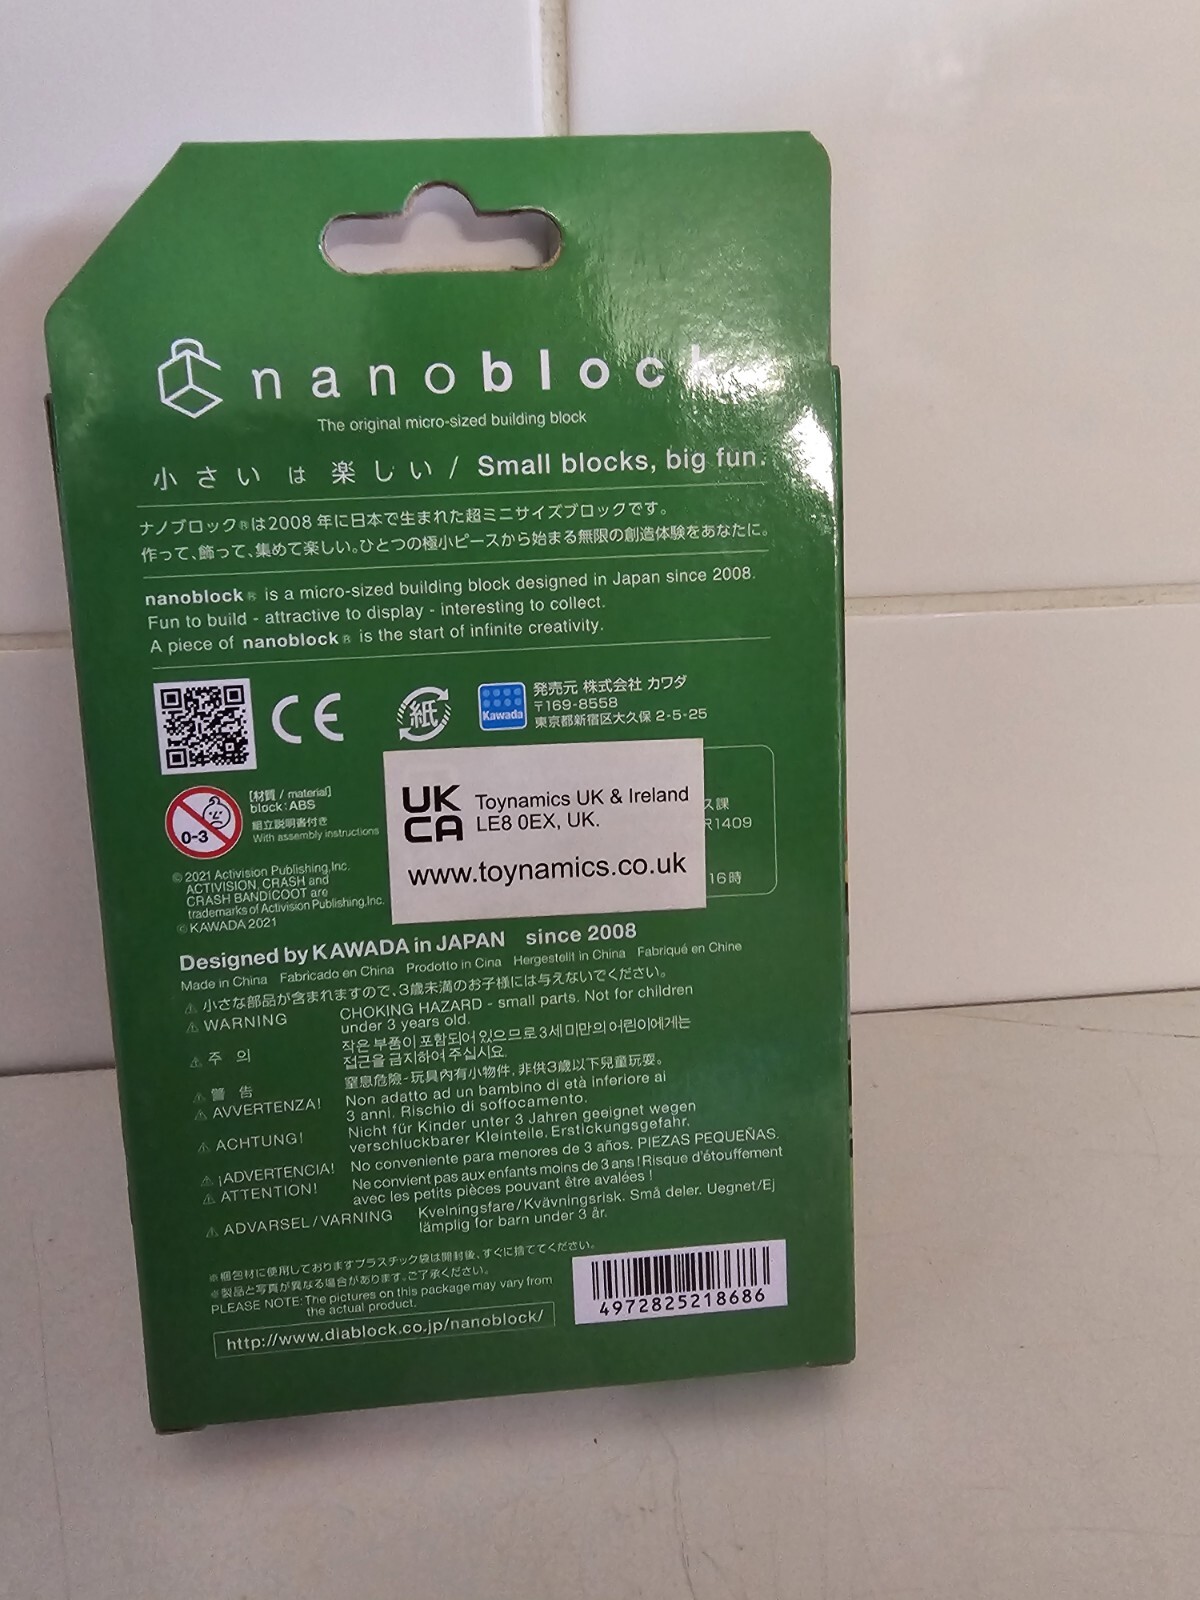 nanoblock
The original micro-sized building block
小さいは楽しい / Small blocks, big fun.
ナノブロック®は2008年に日本で生まれた超ミニサイズブロックです。
作って、飾って、集めて楽しい。ひとつの極小ピースから始まる無限の創造体験をあなたに。
nanoblock® is a micro-sized building block designed in Japan since 2008.
Fun to build - attractive to display - interesting to collect.
A piece of nanoblock® is the start of infinite creativity.
CE
紙
Kawada
発売元 株式会社 カワダ
〒169-8558
東京都新宿区大久保 2-5-25
UK
CA
Toynamics UK & Ireland
LE8 0EX, UK.
www.toynamics.co.uk
ス課
R1409
16時
0-3
[材質 / material]
block:ABS
組立説明書付き
With assembly instructions
© 2021 Activision Publishing,Inc.
ACTIVISION, CRASH and
CRASH BANDICOOT are
trademarks of Activision Publishing,Inc.
© KAWADA 2021
Designed by KAWADA in JAPAN since 2008
Made in China Fabricado en China Prodotto in Cina Hergestellt in China Fabriqué en Chine
⚠ 小さな部品が含まれますので、3歳未満のお子様には与えないでください。
⚠ WARNING CHOKING HAZARD - small parts. Not for children
under 3 years old.
⚠ 주 의 작은 부품이 포함되어 있으므로 3세 미만의 어린이에게는
접근을 금지하여 주십시요.
⚠ 警 告 窒息危險-玩具內有小物件, 非供3歲以下兒童玩耍。
⚠ AVVERTENZA! Non adatto ad un bambino di età inferiore ai
3 anni. Rischio di soffocamento.
⚠ ACHTUNG! Nicht für Kinder unter 3 Jahren geeignet wegen
verschluckbarer Kleinteile. Erstickungsgefahr.
⚠ ¡ADVERTENCIA! No conveniente para menores de 3 años. PIEZAS PEQUEÑAS.
⚠ ATTENTION! Ne convient pas aux enfants moins de 3 ans ! Risque d'étouffement
avec les petits pièces pouvant être avalées !
⚠ ADVARSEL / VARNING Kvelningsfare / Kvävningsrisk. Små deler. Uegnet/Ej
lämplig for barn under 3 år.
※梱包材に使用しておりますプラスチック袋は開封後、すぐに捨ててください。
※製品と写真が異なる場合があります。ご了承ください。
PLEASE NOTE: The pictures on this package may vary from
the actual product.
http://www.diablock.co.jp/nanoblock/
4972825218686